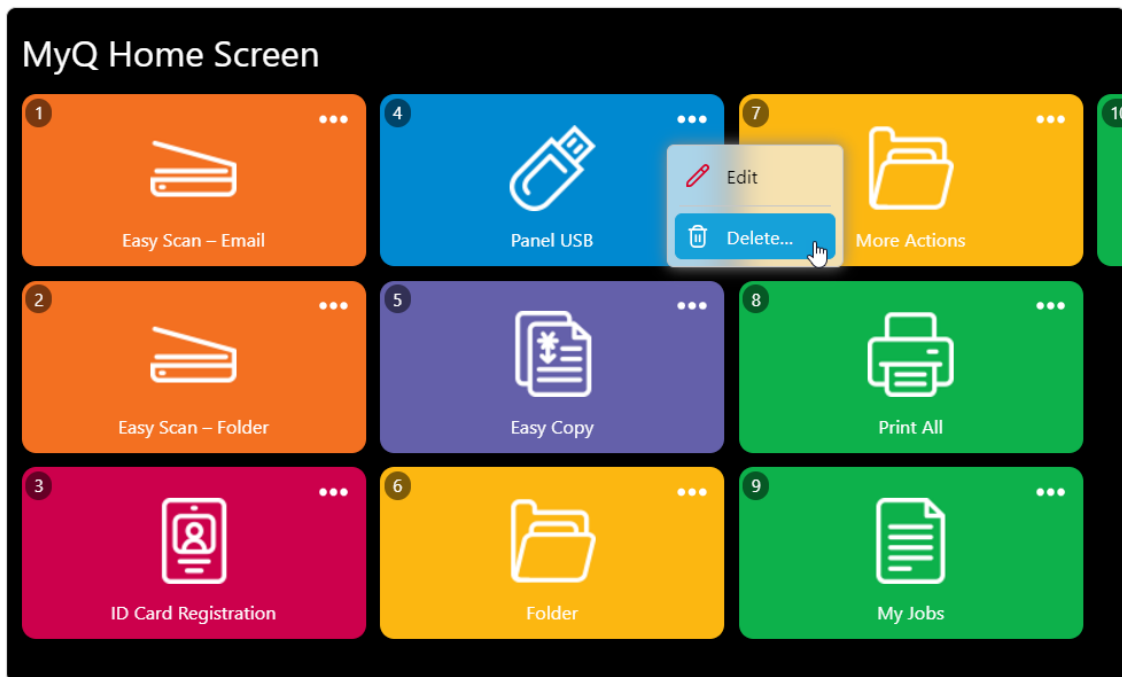 MyQ Home Screen
1
Easy Scan – Email
4
Panel USB
7
More Actions
10
Edit
Delete...
2
Easy Scan – Folder
5
Easy Copy
8
Print All
3
ID Card Registration
6
Folder
9
My Jobs